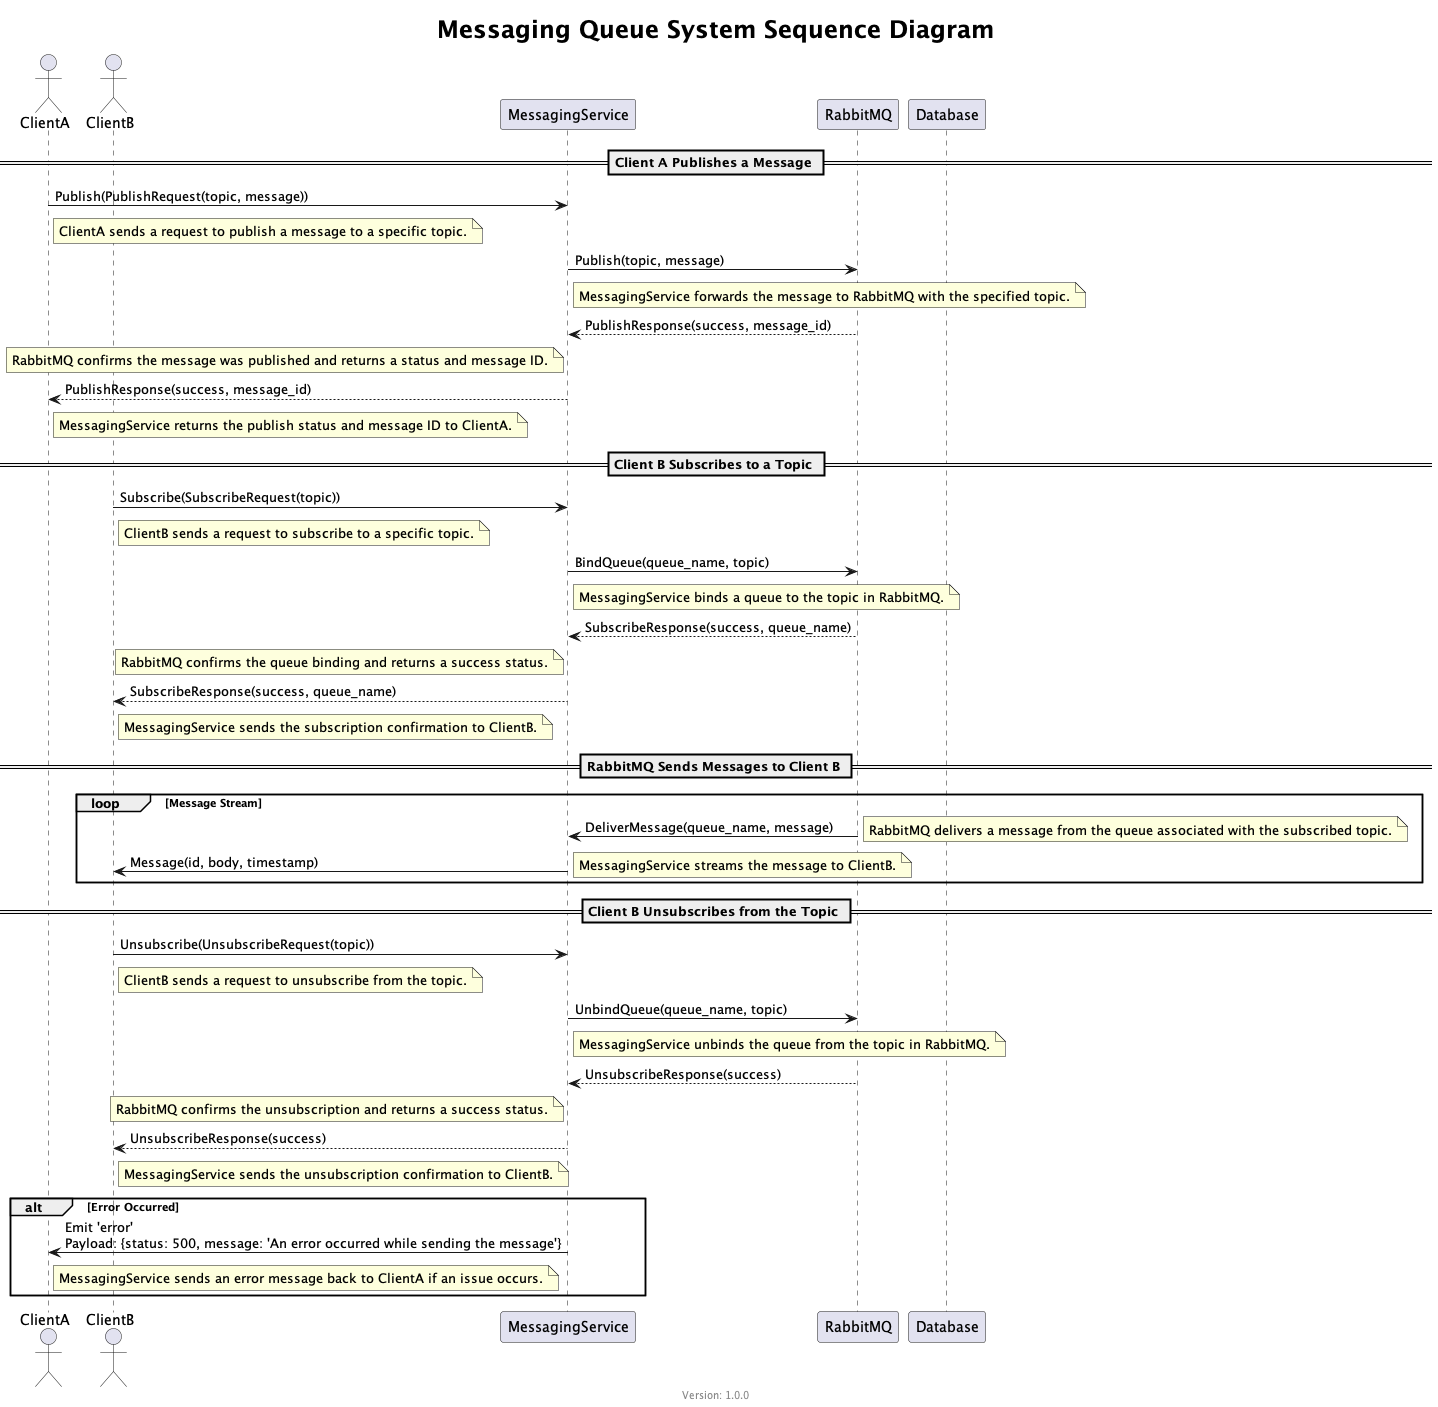 Messaging Queue System Sequence Diagram
ClientA
ClientB
MessagingService
RabbitMQ
Database
Client A Publishes a Message
Publish(PublishRequest(topic, message))
ClientA sends a request to publish a message to a specific topic.
Publish(topic, message)
MessagingService forwards the message to RabbitMQ with the specified topic.
PublishResponse(success, message_id)
RabbitMQ confirms the message was published and returns a status and message ID.
PublishResponse(success, message_id)
MessagingService returns the publish status and message ID to ClientA.
Client B Subscribes to a Topic
Subscribe(SubscribeRequest(topic))
ClientB sends a request to subscribe to a specific topic.
BindQueue(queue_name, topic)
MessagingService binds a queue to the topic in RabbitMQ.
SubscribeResponse(success, queue_name)
RabbitMQ confirms the queue binding and returns a success status.
SubscribeResponse(success, queue_name)
MessagingService sends the subscription confirmation to ClientB.
RabbitMQ Sends Messages to Client B
loop
[Message Stream]
DeliverMessage(queue_name, message)
RabbitMQ delivers a message from the queue associated with the subscribed topic.
Message(id, body, timestamp)
MessagingService streams the message to ClientB.
Client B Unsubscribes from the Topic
Unsubscribe(UnsubscribeRequest(topic))
ClientB sends a request to unsubscribe from the topic.
UnbindQueue(queue_name, topic)
MessagingService unbinds the queue from the topic in RabbitMQ.
UnsubscribeResponse(success)
RabbitMQ confirms the unsubscription and returns a success status.
UnsubscribeResponse(success)
MessagingService sends the unsubscription confirmation to ClientB.
alt
[Error Occurred]
Emit 'error'
Payload: {status: 500, message: 'An error occurred while sending the message'}
MessagingService sends an error message back to ClientA if an issue occurs.
ClientA
ClientB
MessagingService
RabbitMQ
Database
Version: 1.0.0